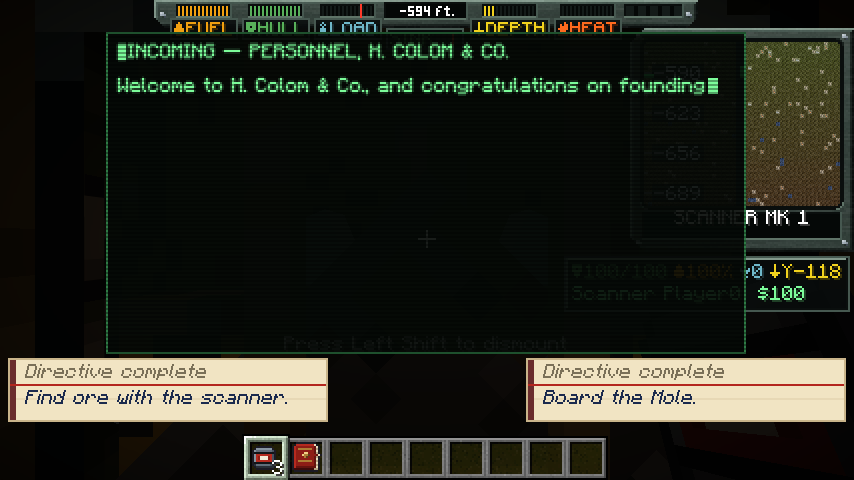 -594 ft.
FUEL HULL LOAD DEPTH HEAT
INCOMING — PERSONNEL, H. COLOM & CO.
Welcome to H. Colom & Co., and congratulations on founding
-590
-623
-656
-689
SCANNER MK 1
100/100 100% 0 Y-118
Scanner Player0 $100
Press Left Shift to dismount
Directive complete
Find ore with the scanner.
Directive complete
Board the Mole.
3